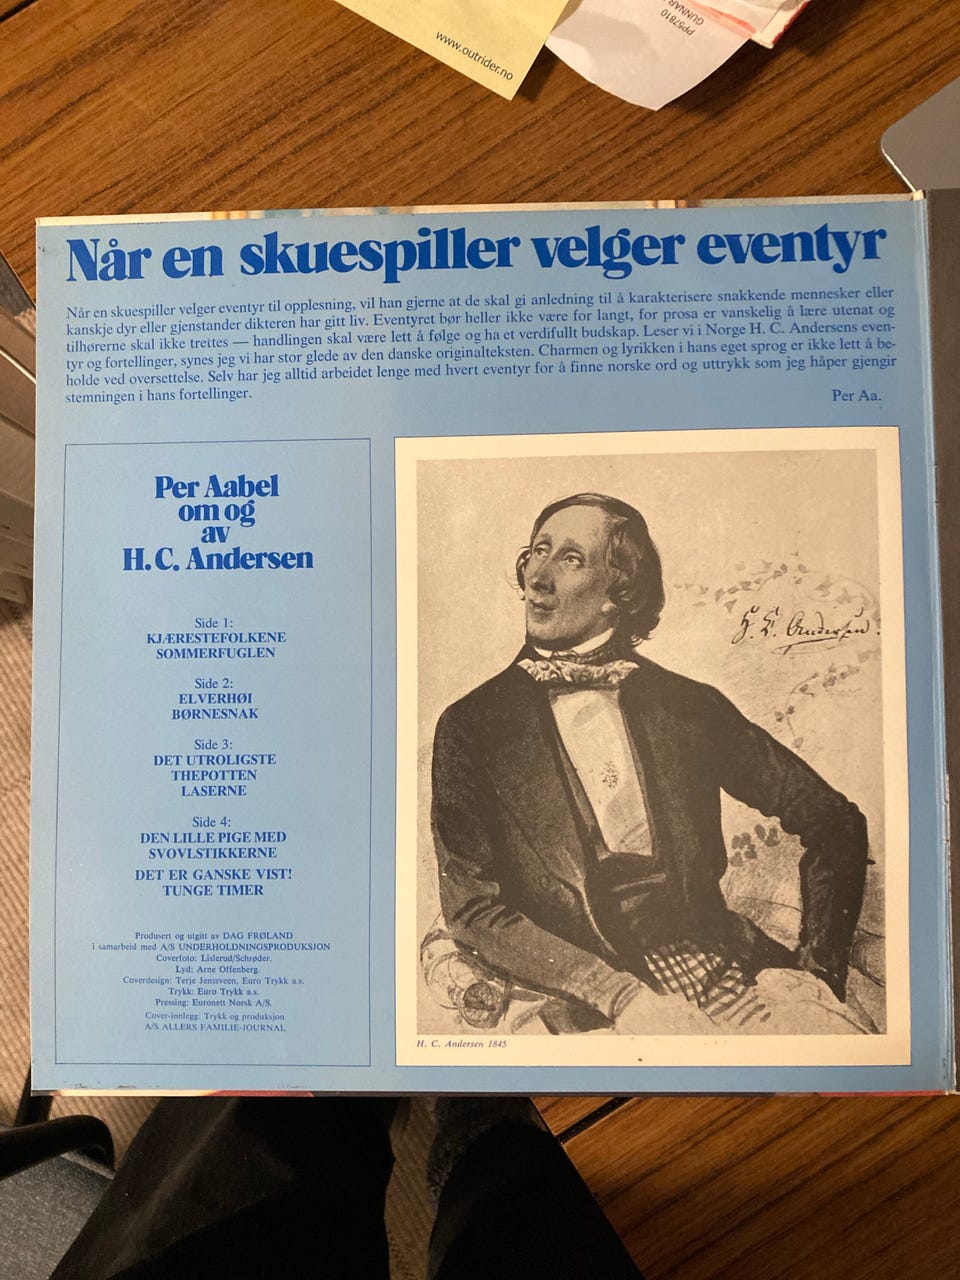 www.outrider.no
PP57810
GUNNAR
Når en skuespiller velger eventyr
Når en skuespiller velger eventyr til opplesning, vil han gjerne at de skal gi anledning til å karakterisere snakkende mennesker eller
kanskje dyr eller gjenstander dikteren har gitt liv. Eventyret bør heller ikke være for langt, for prosa er vanskelig å lære utenat og
tilhørerne skal ikke trettes — handlingen skal være lett å følge og ha et verdifullt budskap. Leser vi i Norge H. C. Andersens even-
tyr og fortellinger, synes jeg vi har stor glede av den danske originalteksten. Charmen og lyrikken i hans eget sprog er ikke lett å be-
holde ved oversettelse. Selv har jeg alltid arbeidet lenge med hvert eventyr for å finne norske ord og uttrykk som jeg håper gjengir
stemningen i hans fortellinger.
Per Aa.
Per Aabel
om og
av
H. C. Andersen
Side 1:
KJÆRESTEFOLKENE
SOMMERFUGLEN
Side 2:
ELVERHØI
BØRNESNAK
Side 3:
DET UTROLIGSTE
THEPOTTEN
LASERNE
Side 4:
DEN LILLE PIGE MED
SVOVLSTIKKERNE
DET ER GANSKE VIST!
TUNGE TIMER
Produsert og utgitt av DAG FRØLAND
i samarbeid med A/S UNDERHOLDNINGSPRODUKSJON
Coverfoto: Lislerud/Schrøder.
Lyd: Arne Offenberg.
Coverdesign: Terje Jenssveen, Euro Trykk a.s.
Trykk: Euro Trykk a.s.
Pressing: Euronett Norsk A/S.
Cover-innlegg: Trykk og produksjon
A/S ALLERS FAMILIE-JOURNAL
H. C. Andersen.
H. C. Andersen 1845